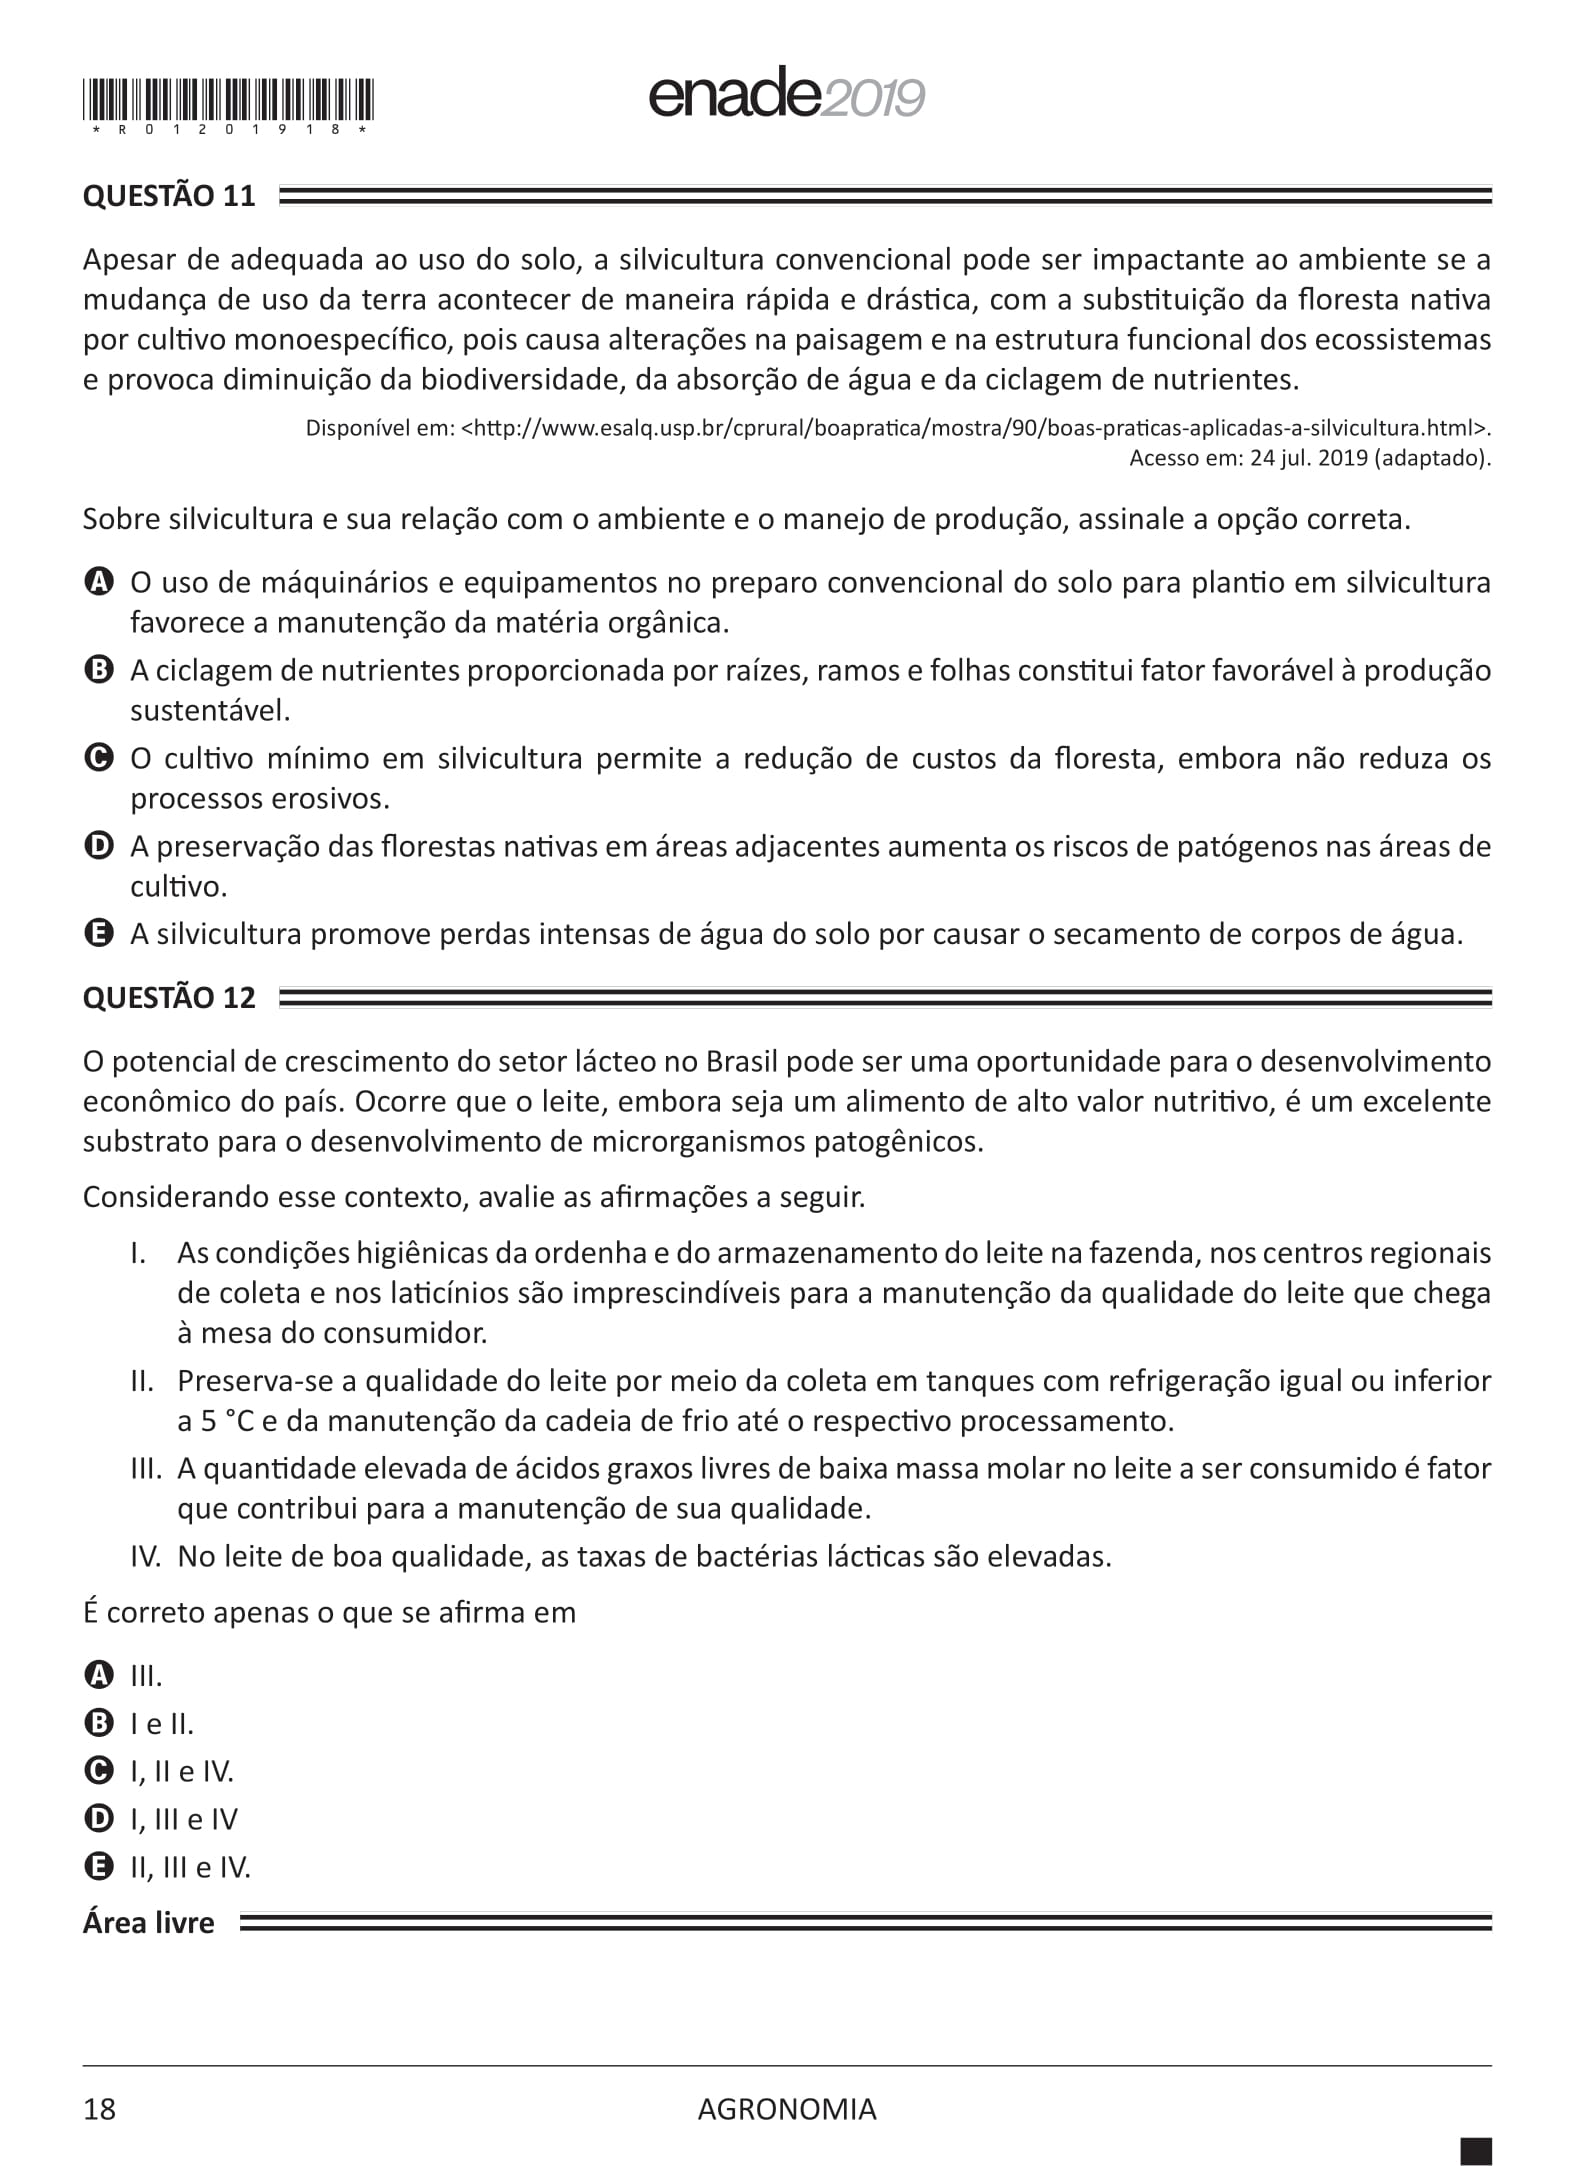 *R01201918*
enade2019
QUESTÃO 11
Apesar de adequada ao uso do solo, a silvicultura convencional pode ser impactante ao ambiente se a
mudança de uso da terra acontecer de maneira rápida e drástica, com a substituição da floresta nativa
por cultivo monoespecífico, pois causa alterações na paisagem e na estrutura funcional dos ecossistemas
e provoca diminuição da biodiversidade, da absorção de água e da ciclagem de nutrientes.
Disponível em: <http://www.esalq.usp.br/cprural/boapratica/mostra/90/boas-praticas-aplicadas-a-silvicultura.html>.
Acesso em: 24 jul. 2019 (adaptado).
Sobre silvicultura e sua relação com o ambiente e o manejo de produção, assinale a opção correta.
A O uso de máquinários e equipamentos no preparo convencional do solo para plantio em silvicultura
favorece a manutenção da matéria orgânica.
B A ciclagem de nutrientes proporcionada por raízes, ramos e folhas constitui fator favorável à produção
sustentável.
C O cultivo mínimo em silvicultura permite a redução de custos da floresta, embora não reduza os
processos erosivos.
D A preservação das florestas nativas em áreas adjacentes aumenta os riscos de patógenos nas áreas de
cultivo.
E A silvicultura promove perdas intensas de água do solo por causar o secamento de corpos de água.
QUESTÃO 12
O potencial de crescimento do setor lácteo no Brasil pode ser uma oportunidade para o desenvolvimento
econômico do país. Ocorre que o leite, embora seja um alimento de alto valor nutritivo, é um excelente
substrato para o desenvolvimento de microrganismos patogênicos.
Considerando esse contexto, avalie as afirmações a seguir.
I. As condições higiênicas da ordenha e do armazenamento do leite na fazenda, nos centros regionais
de coleta e nos laticínios são imprescindíveis para a manutenção da qualidade do leite que chega
à mesa do consumidor.
II. Preserva-se a qualidade do leite por meio da coleta em tanques com refrigeração igual ou inferior
a 5 °C e da manutenção da cadeia de frio até o respectivo processamento.
III. A quantidade elevada de ácidos graxos livres de baixa massa molar no leite a ser consumido é fator
que contribui para a manutenção de sua qualidade.
IV. No leite de boa qualidade, as taxas de bactérias lácticas são elevadas.
É correto apenas o que se afirma em
A III.
B I e II.
C I, II e IV.
D I, III e IV
E II, III e IV.
Área livre
18
AGRONOMIA